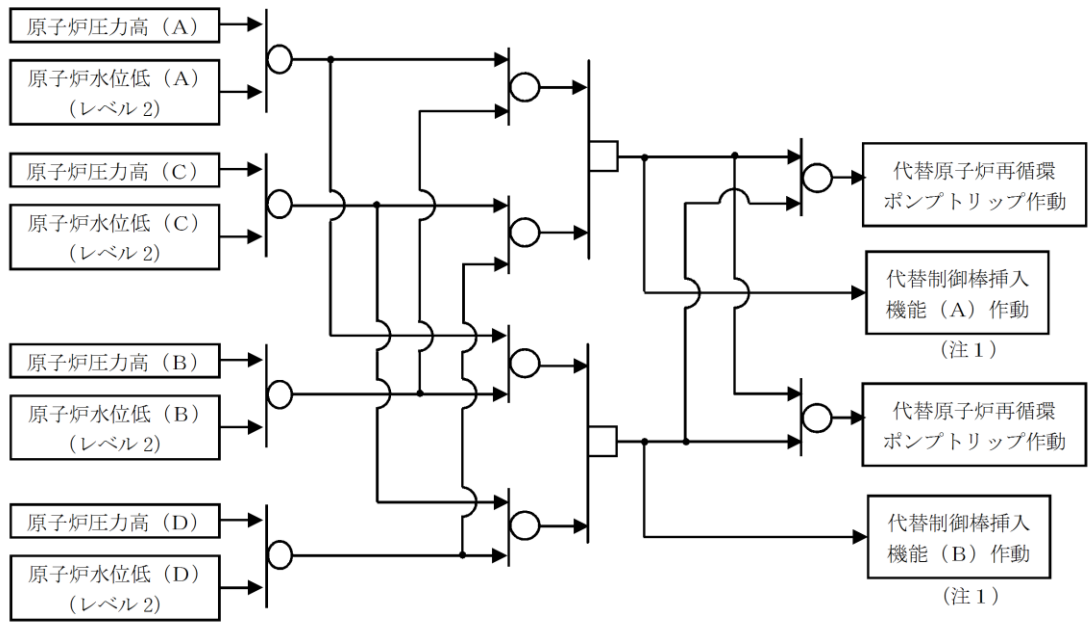 原子炉圧力高（A）
原子炉水位低（A）
（レベル2）
原子炉圧力高（C）
原子炉水位低（C）
（レベル2）
原子炉圧力高（B）
原子炉水位低（B）
（レベル2）
原子炉圧力高（D）
原子炉水位低（D）
（レベル2）
代替原子炉再循環
ポンプトリップ作動
代替制御棒挿入
機能（A）作動
（注1）
代替原子炉再循環
ポンプトリップ作動
代替制御棒挿入
機能（B）作動
（注1）